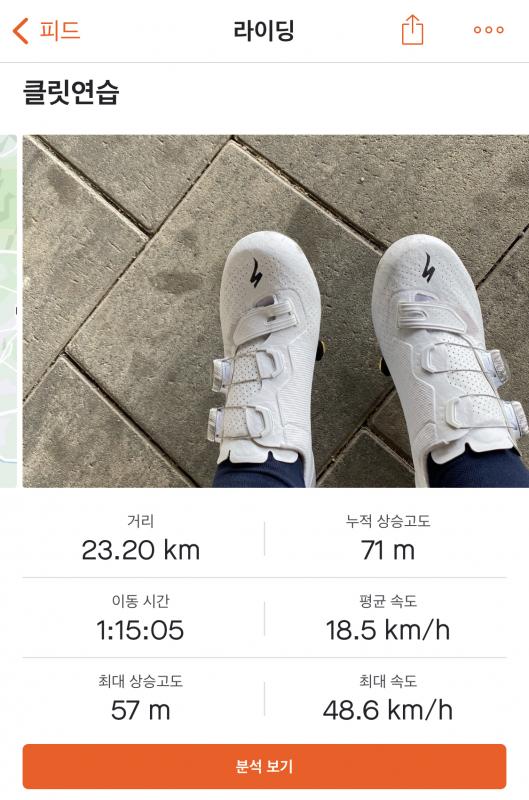 피드
라이딩
클릿연습
거리
누적 상승고도
23.20 km
71 m
이동 시간
평균 속도
1:15:05
18.5 km/h
최대 상승고도
최대 속도
57 m
48.6 km/h
분석 보기